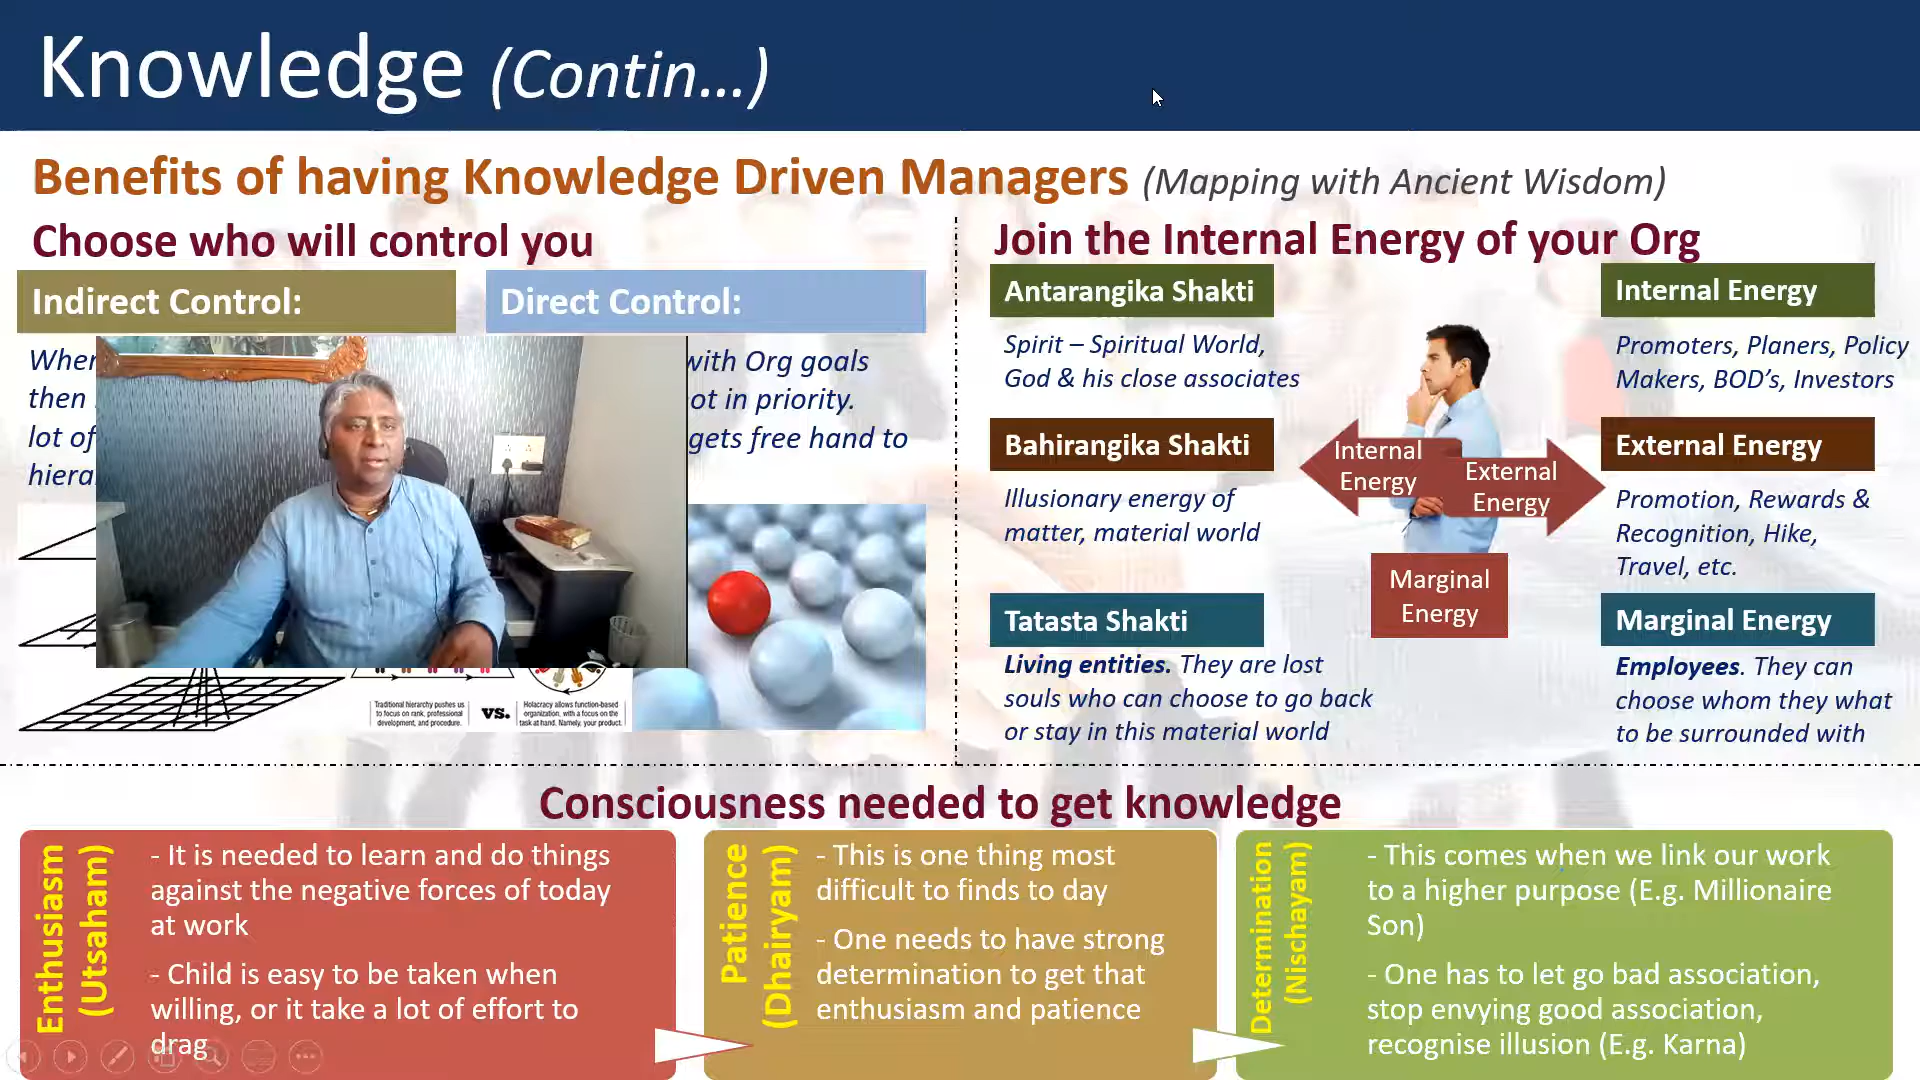 Knowledge (Contin...)
Benefits of having Knowledge Driven Managers (Mapping with Ancient Wisdom)
Choose who will control you
Indirect Control:
When
then
lot of
hiera
Direct Control:
with Org goals
not in priority.
gets free hand to
Traditional hierarchy pushes us
to focus on rank, professional
development, and procedure.
vs.
Holacracy allows function-based
organization, with a focus on the
task at hand. Namely, your product.
Join the Internal Energy of your Org
Antarangika Shakti
Spirit – Spiritual World,
God & his close associates
Bahirangika Shakti
Illusionary energy of
matter, material world
Tatasta Shakti
Living entities. They are lost
souls who can choose to go back
or stay in this material world
Internal
Energy
External
Energy
Marginal
Energy
Internal Energy
Promoters, Planers, Policy
Makers, BOD's, Investors
External Energy
Promotion, Rewards &
Recognition, Hike,
Travel, etc.
Marginal Energy
Employees. They can
choose whom they what
to be surrounded with
Consciousness needed to get knowledge
Enthusiasm
(Utsaham)
- It is needed to learn and do things
against the negative forces of today
at work
- Child is easy to be taken when
willing, or it take a lot of effort to
drag
Patience
(Dhairyam)
- This is one thing most
difficult to finds to day
- One needs to have strong
determination to get that
enthusiasm and patience
Determination
(Nischayam)
- This comes when we link our work
to a higher purpose (E.g. Millionaire
Son)
- One has to let go bad association,
stop envying good association,
recognise illusion (E.g. Karna)